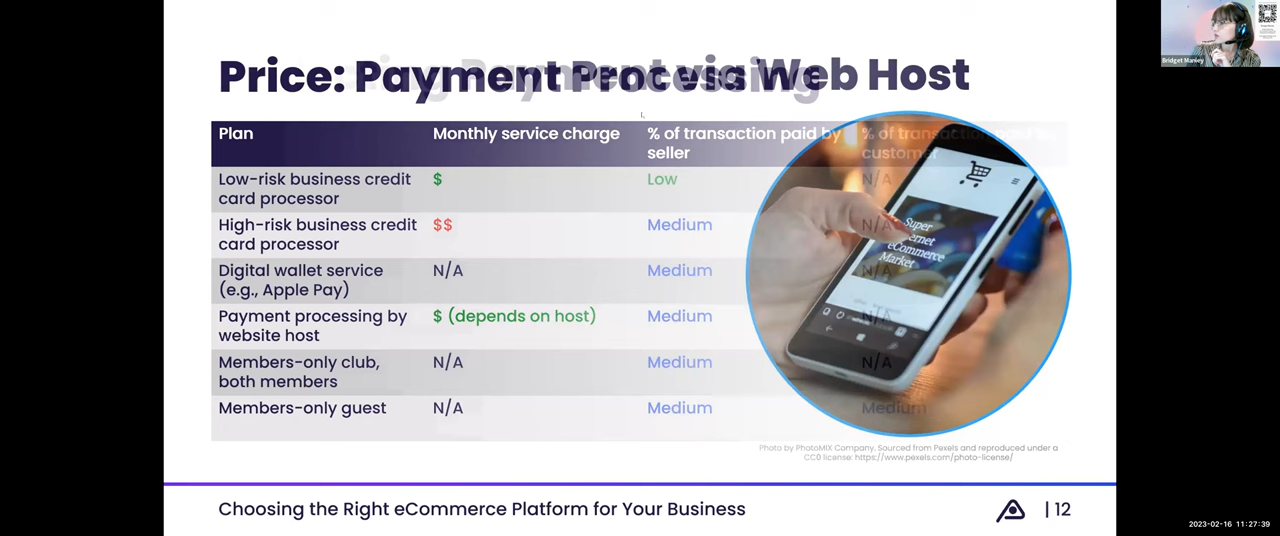 Price: Payment Processing
via Web Host
Plan Monthly service charge % of transaction paid by seller % of transaction paid by customer
Low-risk business credit card processor $ Low N/A
High-risk business credit card processor $$ Medium N/A
Digital wallet service (e.g., Apple Pay) N/A Medium N/A
Payment processing by website host $ (depends on host) Medium N/A
Members-only club, both members N/A Medium N/A
Members-only guest N/A Medium Medium
Super
eCommerce
Market
Photo by PhotoMIX Company. Sourced from Pexels and reproduced under a
CC0 license: https://www.pexels.com/photo-license/
Choosing the Right eCommerce Platform for Your Business
| 12
Bridget Manley
2023-02-16 11:27:39